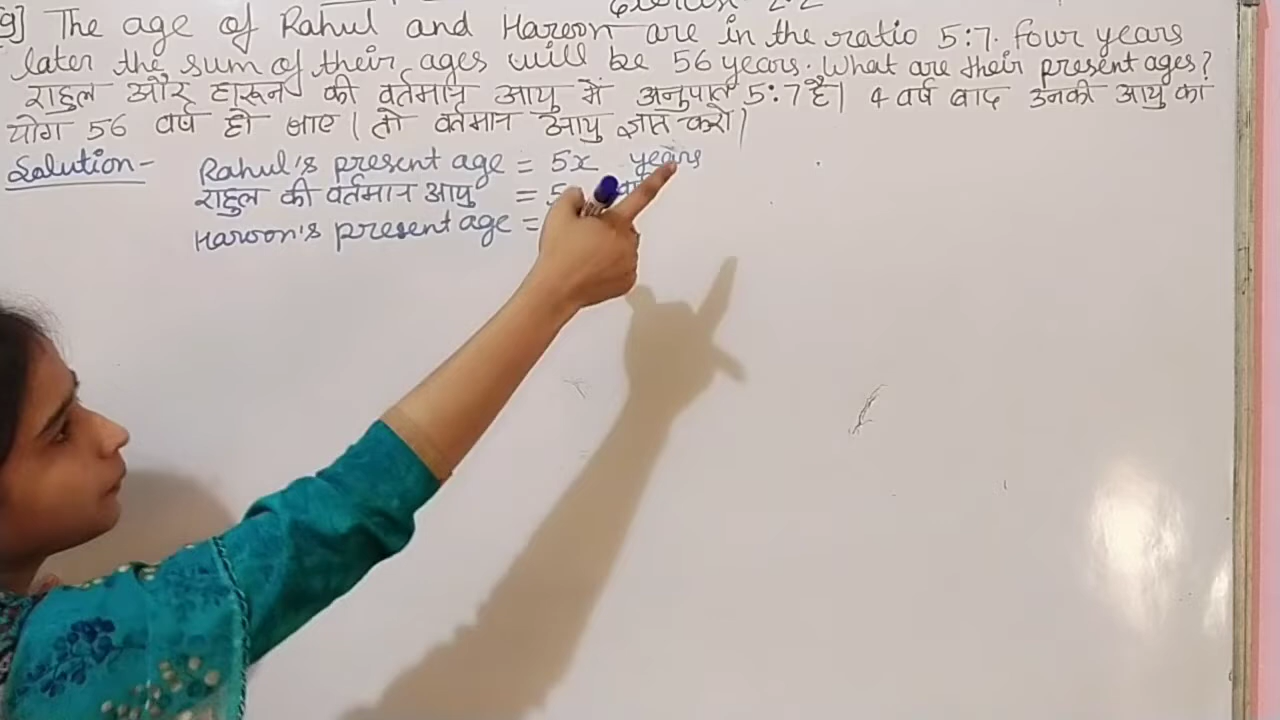 9] The age of Rahul and Haroon are in the ratio 5:7. four years
later the sum of their ages will be 56 years. What are their present ages?
राहुल और हारून की वर्तमान आयु में अनुपात 5:7 है। 4 वर्ष बाद उनकी आयु का
योग 56 वर्ष हो जाए। तो वर्तमान आयु ज्ञात करो।
Solution- Rahul's present age = 5x years
राहुल की वर्तमान आयु = 5
Haroon's present age =